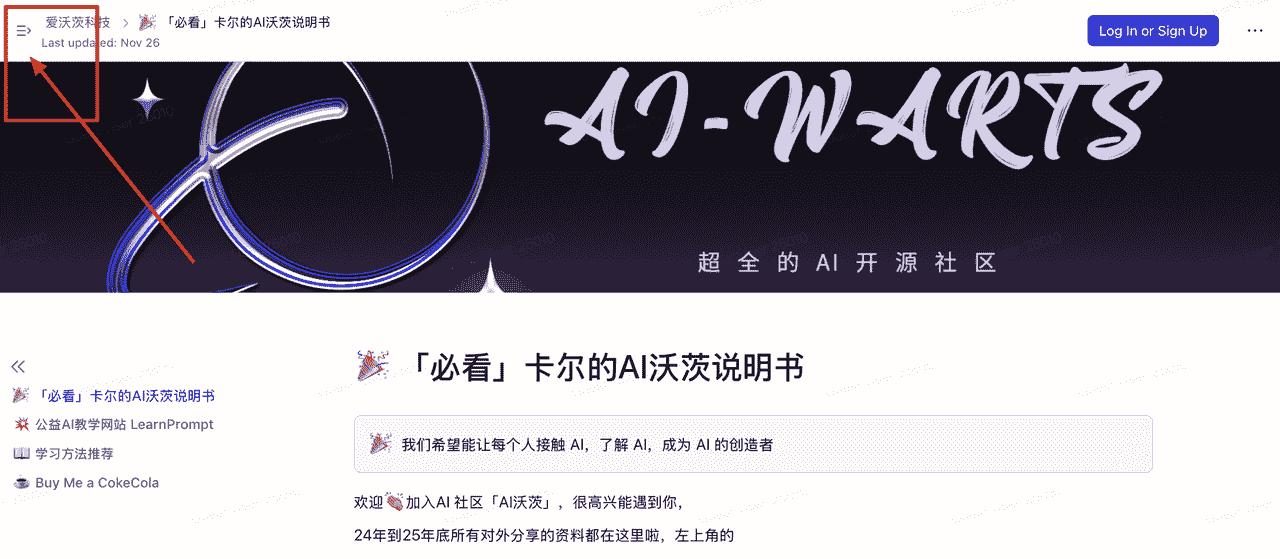 爱沃茨科技 > 🎉 「必看」卡尔的AI沃茨说明书
Last updated: Nov 26
Log In or Sign Up
AI-WARTS
超全的AI开源社区
🎉 「必看」卡尔的AI沃茨说明书
💥 公益AI教学网站 LearnPrompt
📖 学习方法推荐
☕ Buy Me a CokeCola
🎉 「必看」卡尔的AI沃茨说明书
🎉 我们希望能让每个人接触 AI，了解 AI，成为 AI 的创造者
欢迎👏加入AI 社区「AI沃茨」，很高兴能遇到你，
24年到25年底所有对外分享的资料都在这里啦，左上角的